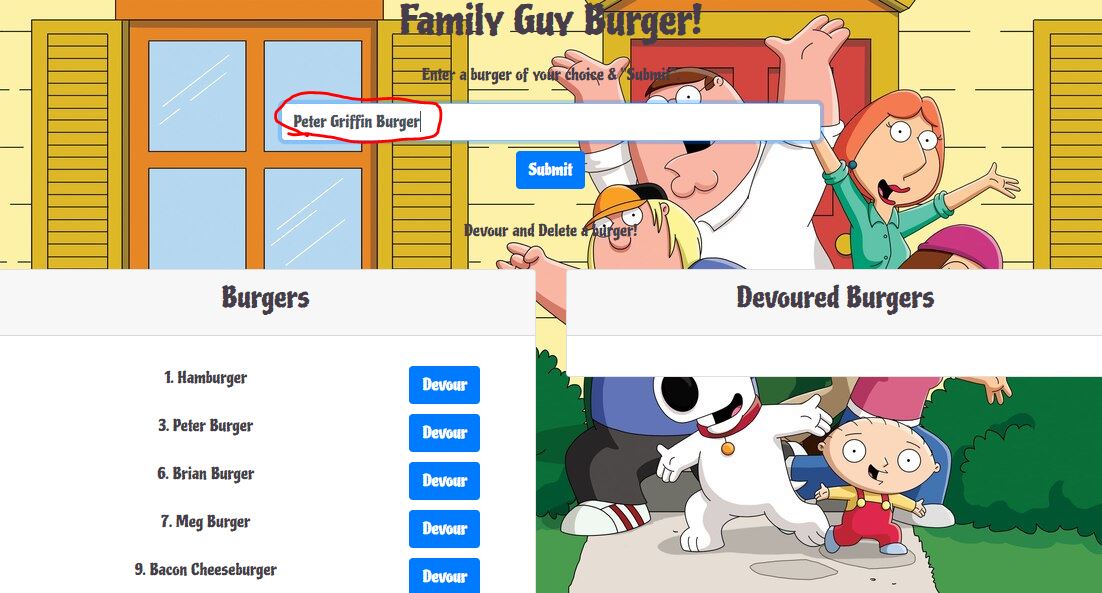 Family Guy Burger!
Enter a burger of your choice & "Submit"
Peter Griffin Burger
Submit
Devour and Delete a burger!
Burgers
Devoured Burgers
1. Hamburger
Devour
3. Peter Burger
Devour
6. Brian Burger
Devour
7. Meg Burger
Devour
9. Bacon Cheeseburger
Devour